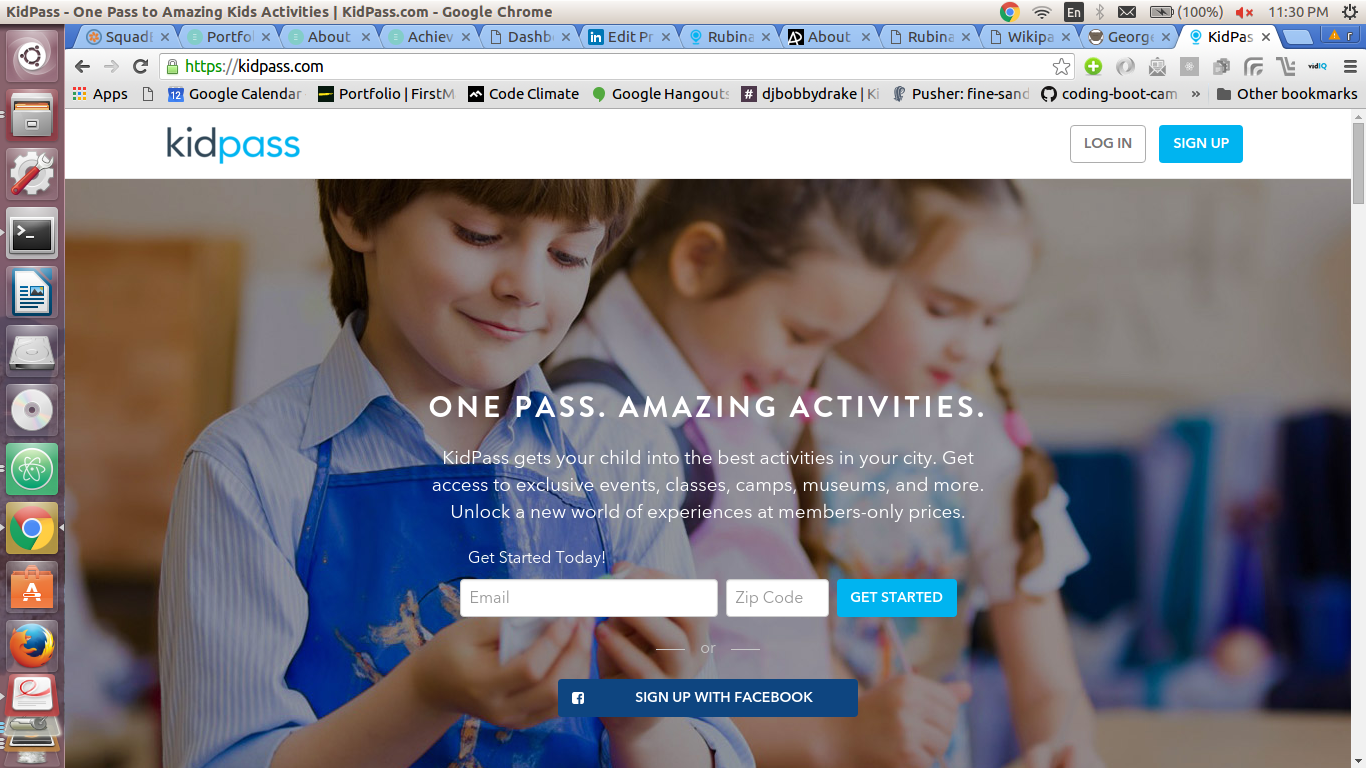 KidPass - One Pass to Amazing Kids Activities | KidPass.com - Google Chrome
En
(100%)
11:30 PM
Portfo
About
Achiev
Edit Pr
Rubina
About
Rubina
Wikipa
George
KidPas
https://kidpass.com
vidIQ
Apps
12
Google Calendar
Portfolio | FirstM
Code Climate
Google Hangouts
djbobbydrake | Ki
Pusher: fine-sand
coding-boot-cam
»
Other bookmarks
kidpass
LOG IN
SIGN UP
ONE PASS. AMAZING ACTIVITIES.
KidPass gets your child into the best activities in your city. Get
access to exclusive events, classes, camps, museums, and more.
Unlock a new world of experiences at members-only prices.
Get Started Today!
Email
Zip Code
GET STARTED
or
SIGN UP WITH FACEBOOK